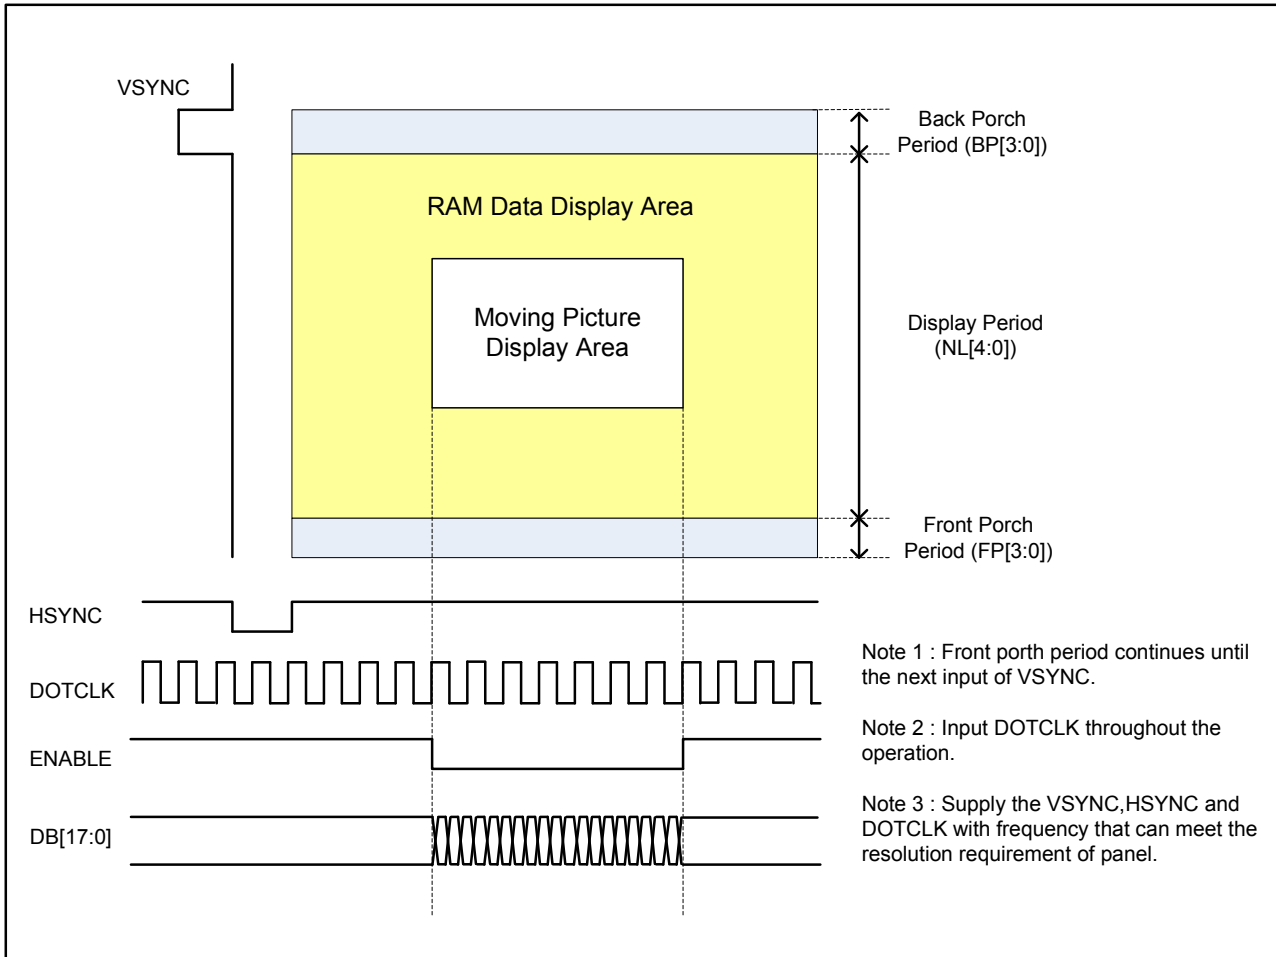 VSYNC
Back Porch
Period (BP[3:0])
RAM Data Display Area
Moving Picture
Display Area
Display Period
(NL[4:0])
Front Porch
Period (FP[3:0])
HSYNC
DOTCLK
ENABLE
DB[17:0]
Note 1 : Front porth period continues until
the next input of VSYNC.
Note 2 : Input DOTCLK throughout the
operation.
Note 3 : Supply the VSYNC,HSYNC and
DOTCLK with frequency that can meet the
resolution requirement of panel.